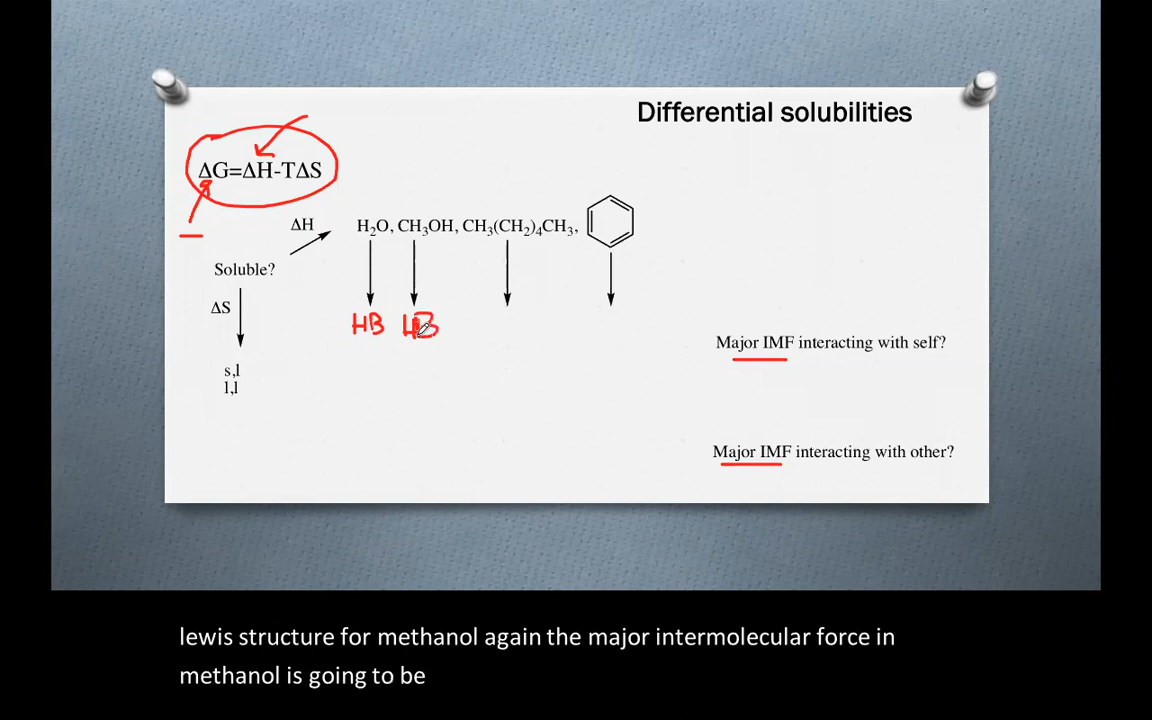 Differential solubilities
ΔG=ΔH-TΔS
ΔH
H₂O, CH₃OH, CH₃(CH₂)₄CH₃,
Soluble?
ΔS
HB HB
Major IMF interacting with self?
s,l
l,l
Major IMF interacting with other?
lewis structure for methanol again the major intermolecular force in
methanol is going to be